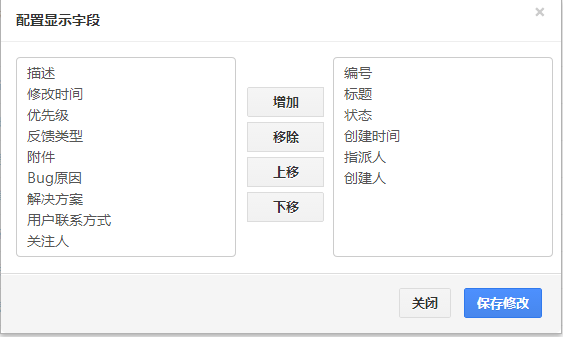 配置显示字段
×
描述
修改时间
优先级
反馈类型
附件
Bug原因
解决方案
用户联系方式
关注人
增加
移除
上移
下移
编号
标题
状态
创建时间
指派人
创建人
关闭
保存修改